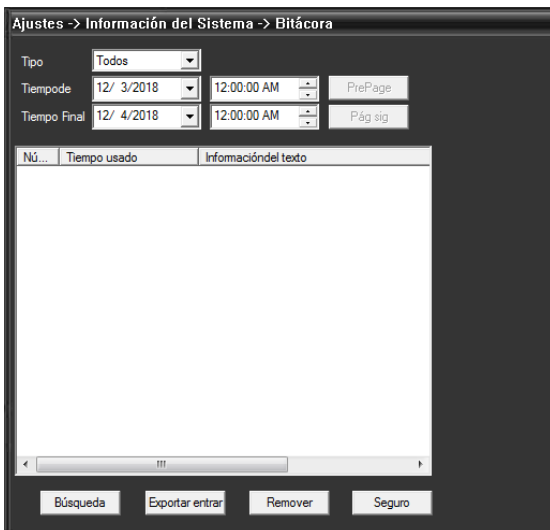 Ajustes -> Información del Sistema -> Bitácora
Tipo Todos
Tiempode 12/ 3/2018 12:00:00 AM PrePage
Tiempo Final 12/ 4/2018 12:00:00 AM Pág sig
Nú... Tiempo usado Informacióndel texto
Búsqueda Exportar entrar Remover Seguro